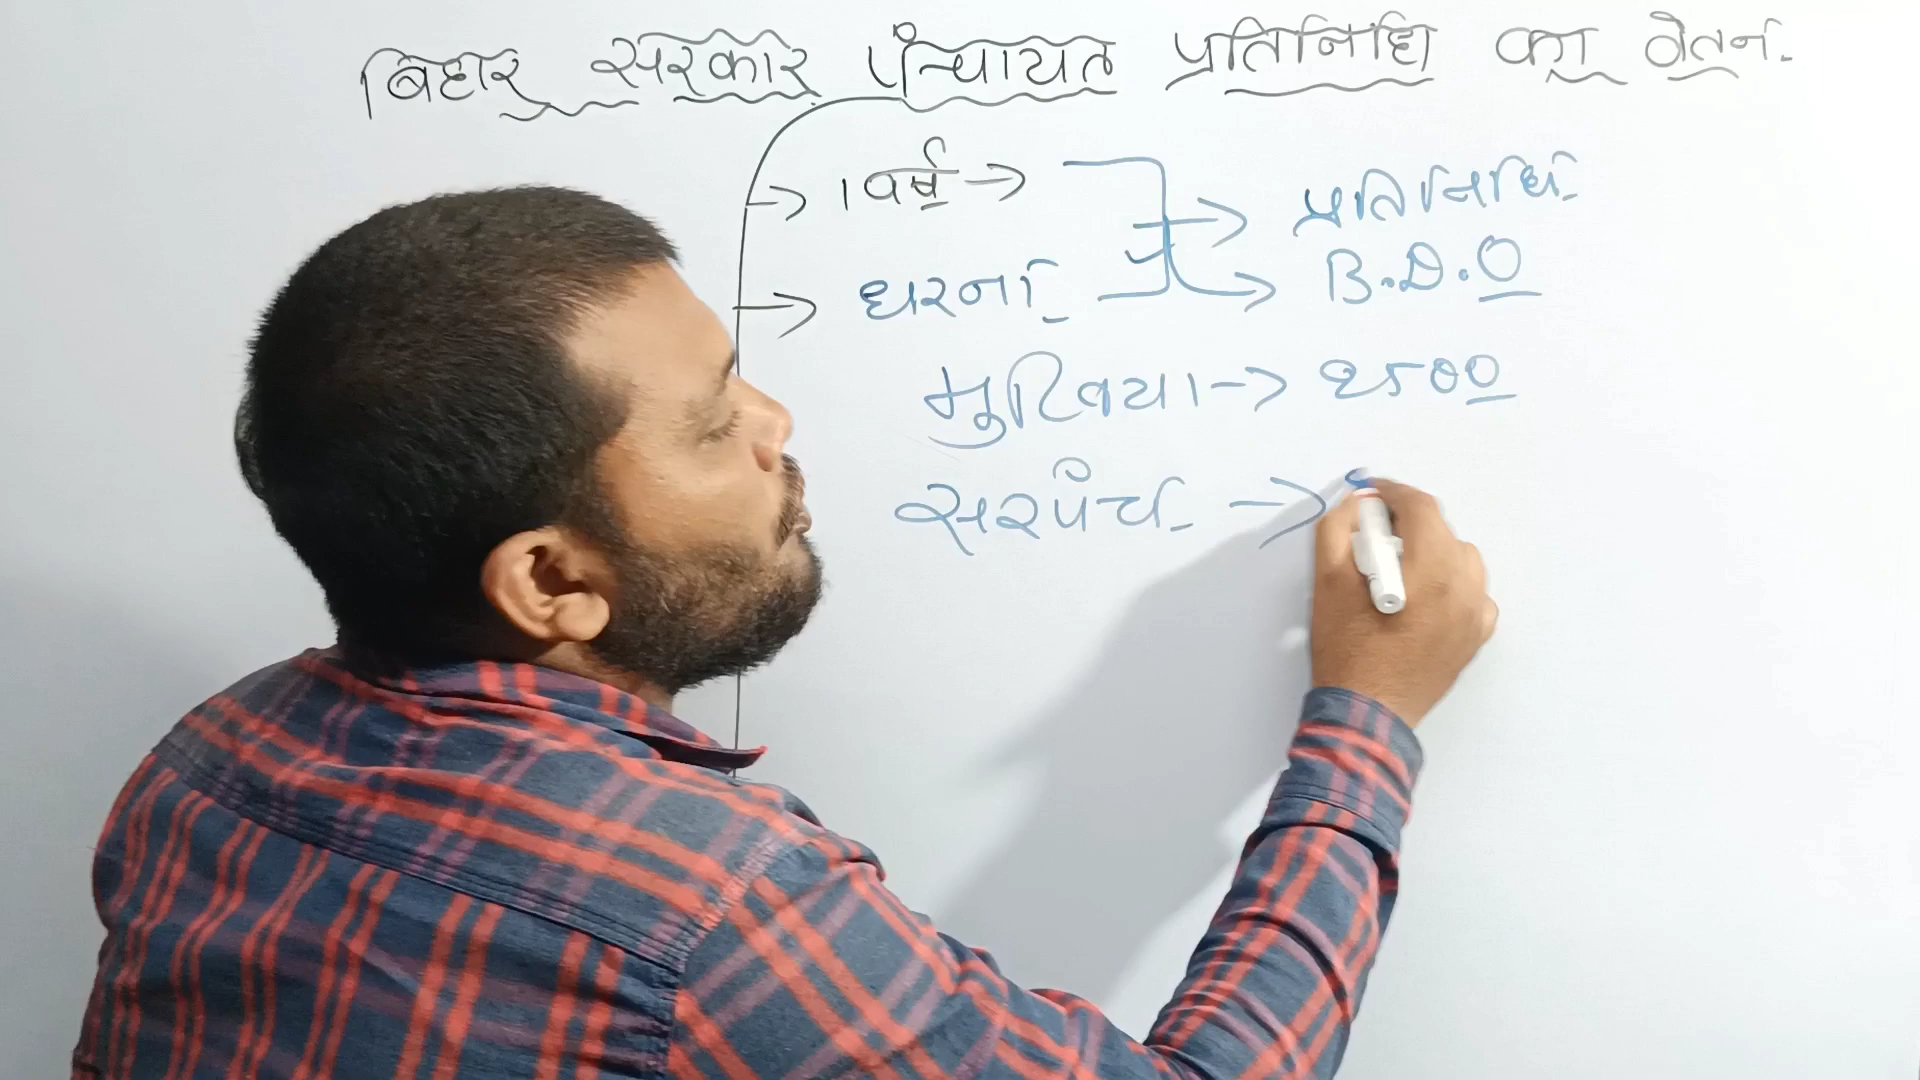 बिहार सरकार पंचायत प्रतिनिधि का वेतन.
1 वर्ष → प्रतिनिधि
धरना B.D.O
मुखिया → 2500
सरपंच →